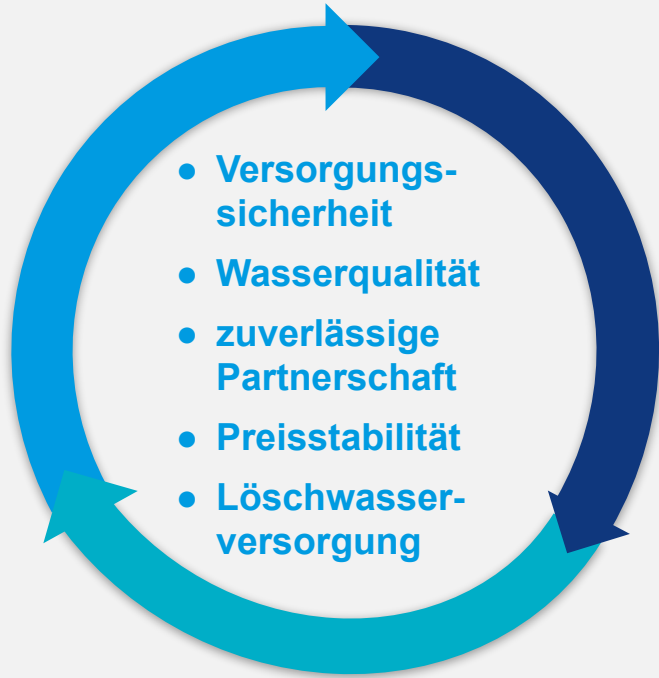 ● Versorgungs-
sicherheit
● Wasserqualität
● zuverlässige
Partnerschaft
● Preisstabilität
● Löschwasser-
versorgung